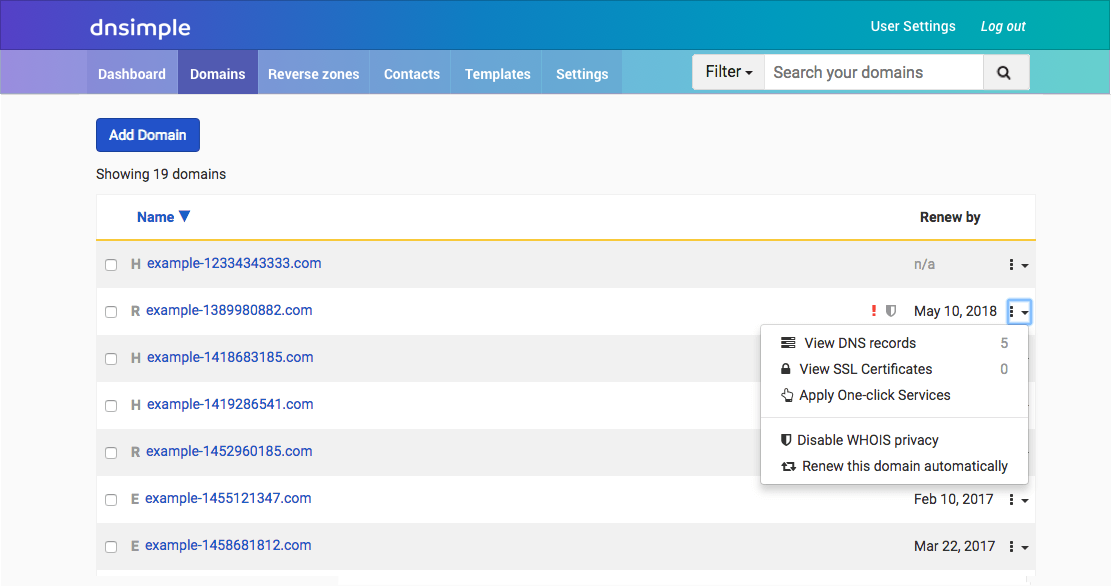 dnsimple User Settings Log out
Dashboard Domains Reverse zones Contacts Templates Settings Filter Search your domains
Add Domain
Showing 19 domains
Name ▼ Renew by
H example-12334343333.com n/a
R example-1389980882.com ! May 10, 2018
View DNS records 5
H example-1418683185.com
View SSL Certificates 0
Apply One-click Services
H example-1419286541.com
Disable WHOIS privacy
R example-1452960185.com
Renew this domain automatically
E example-1455121347.com Feb 10, 2017
E example-1458681812.com Mar 22, 2017